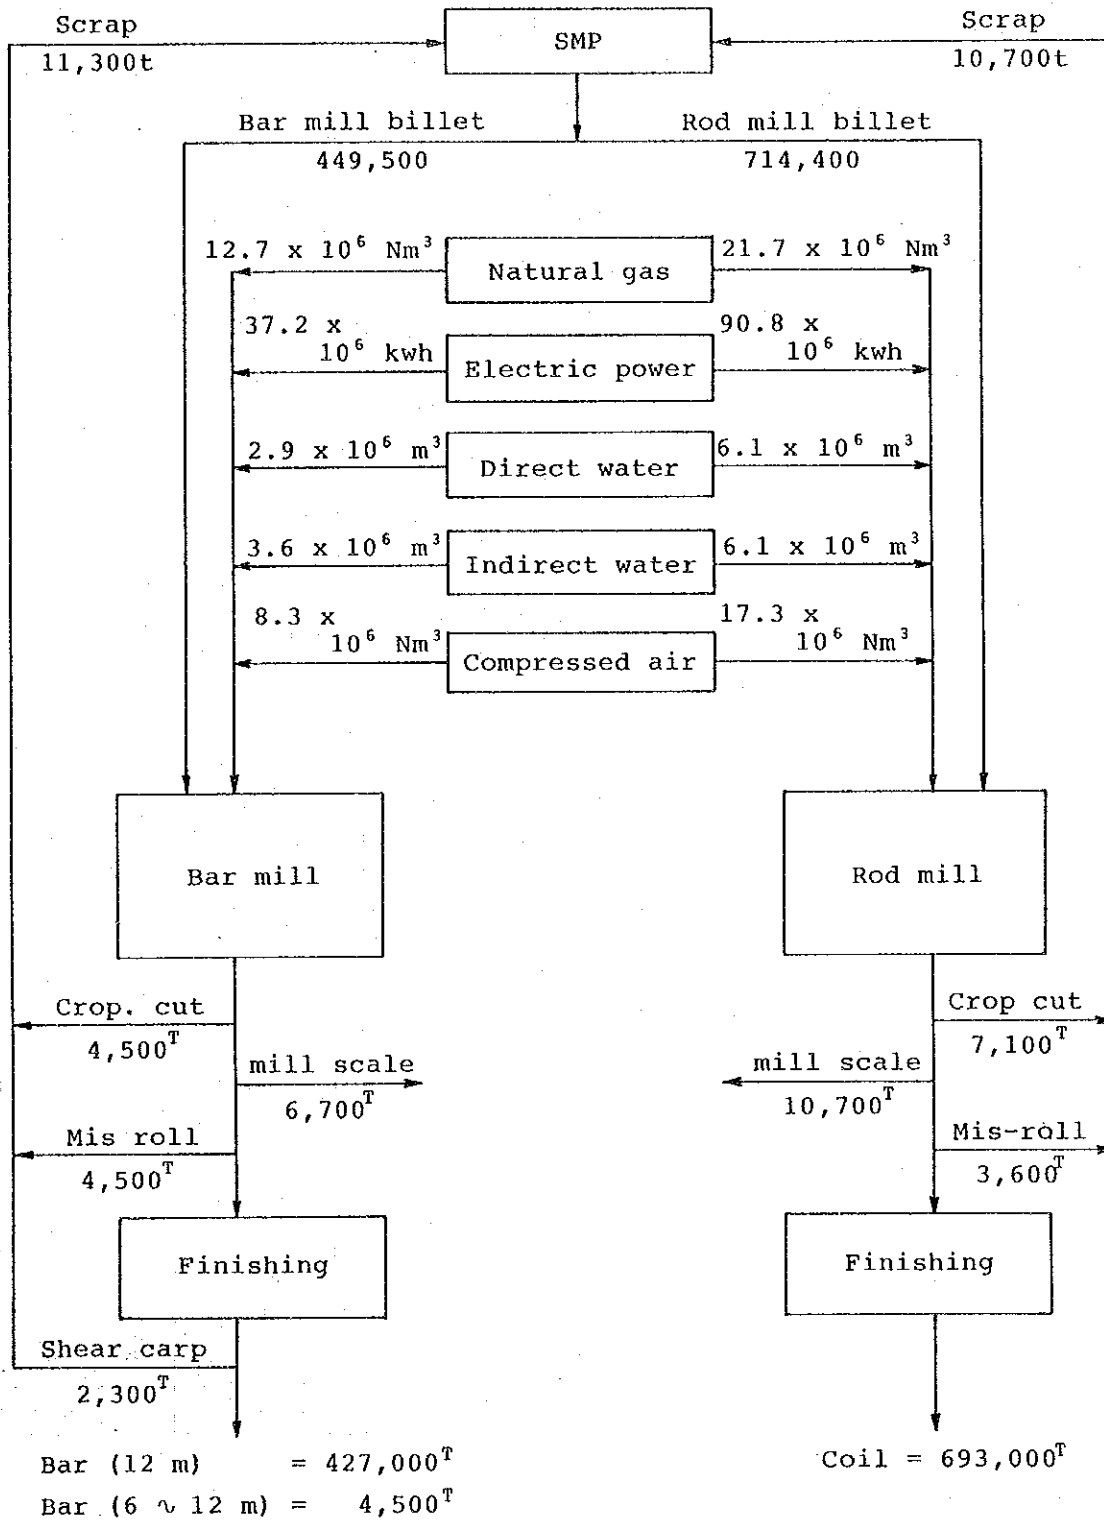 Scrap
11,300t
SMP
Scrap
10,700t
Bar mill billet
449,500
Rod mill billet
714,400
12.7 x 10⁶ Nm³
Natural gas
21.7 x 10⁶ Nm³
37.2 x
10⁶ kwh
Electric power
90.8 x
10⁶ kwh
2.9 x 10⁶ m³
Direct water
6.1 x 10⁶ m³
3.6 x 10⁶ m³
Indirect water
6.1 x 10⁶ m³
8.3 x
10⁶ Nm³
Compressed air
17.3 x
10⁶ Nm³
Bar mill
Rod mill
Crop. cut
4,500ᵀ
Crop cut
7,100ᵀ
mill scale
6,700ᵀ
mill scale
10,700ᵀ
Mis roll
4,500ᵀ
Mis-roll
3,600ᵀ
Finishing
Finishing
Shear carp
2,300ᵀ
Bar (12 m) = 427,000ᵀ
Bar (6 ∿ 12 m) = 4,500ᵀ
Coil = 693,000ᵀ